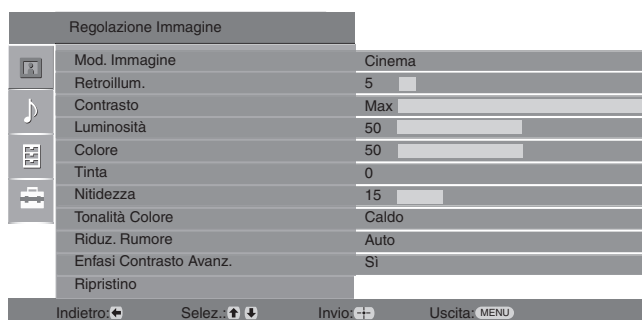 Regolazione Immagine
Mod. Immagine Cinema
Retroillum. 5
Contrasto Max
Luminosità 50
Colore 50
Tinta 0
Nitidezza 15
Tonalità Colore Caldo
Riduz. Rumore Auto
Enfasi Contrasto Avanz. Sì
Ripristino
Indietro: Selez.: Invio: Uscita: MENU